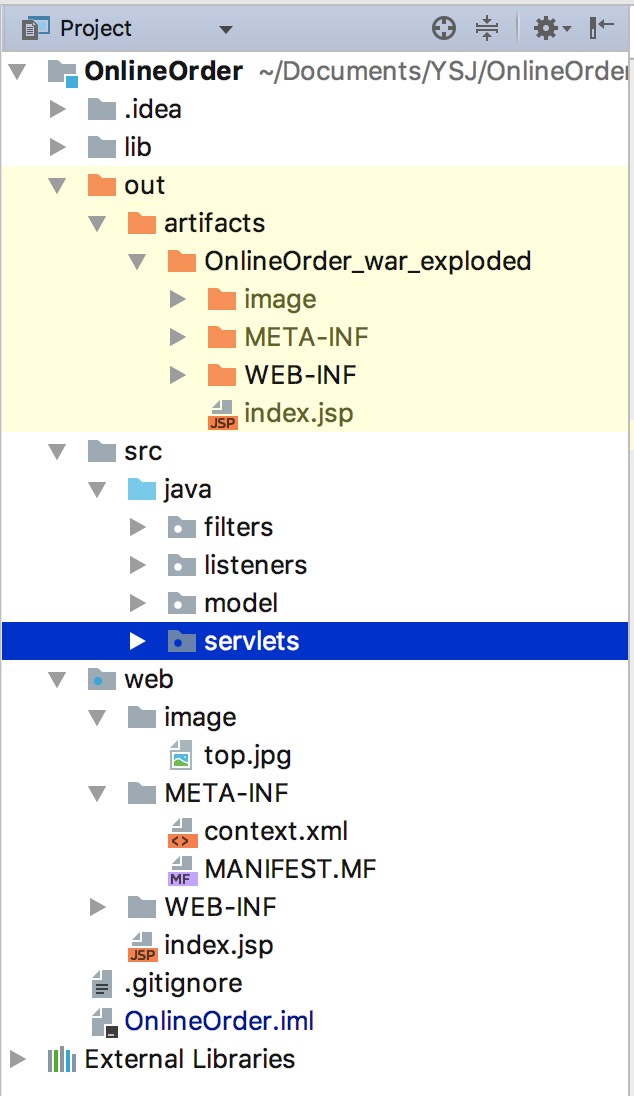 Project
OnlineOrder ~/Documents/YSJ/OnlineOrder
.idea
lib
out
artifacts
OnlineOrder_war_exploded
image
META-INF
WEB-INF
JSP index.jsp
src
java
filters
listeners
model
servlets
web
image
top.jpg
META-INF
<> context.xml
MF MANIFEST.MF
WEB-INF
JSP index.jsp
.gitignore
OnlineOrder.iml
External Libraries